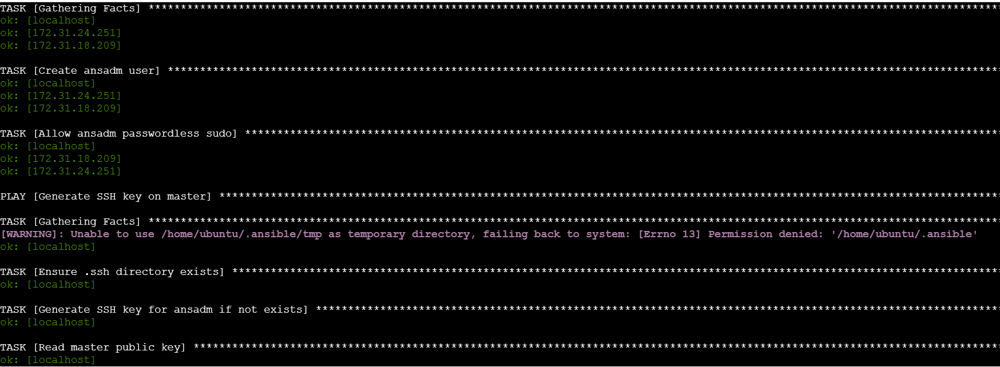 TASK [Gathering Facts] ************************************************************************************************************************************
ok: [localhost]
ok: [172.31.24.251]
ok: [172.31.18.209]
TASK [Create ansadm user] *********************************************************************************************************************************
ok: [localhost]
ok: [172.31.24.251]
ok: [172.31.18.209]
TASK [Allow ansadm passwordless sudo] *********************************************************************************************************************
ok: [localhost]
ok: [172.31.18.209]
ok: [172.31.24.251]
PLAY [Generate SSH key on master] *************************************************************************************************************************
TASK [Gathering Facts] ************************************************************************************************************************************
[WARNING]: Unable to use /home/ubuntu/.ansible/tmp as temporary directory, failing back to system: [Errno 13] Permission denied: '/home/ubuntu/.ansible'
ok: [localhost]
TASK [Ensure .ssh directory exists] ***********************************************************************************************************************
ok: [localhost]
TASK [Generate SSH key for ansadm if not exists] **********************************************************************************************************
ok: [localhost]
TASK [Read master public key] *****************************************************************************************************************************
ok: [localhost]